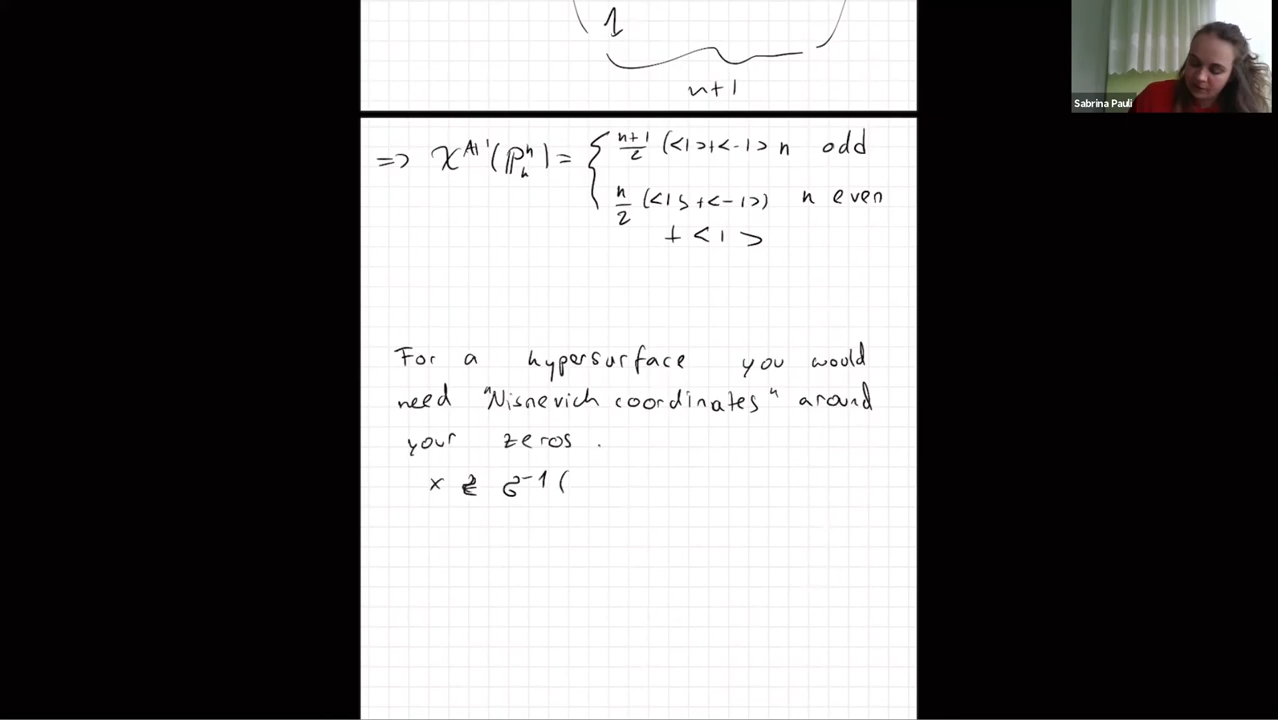 1
n+1
Sabrina Pauli
=> χ^{A^1}(ℙ^n_k) = { n+1/2 (<1>+<-1> n odd
n/2 (<1>+<-1>) n even
+ <1>
For a hypersurface you would
need "Nisnevich coordinates" around
your zeros .
x ∈ σ^{-1}(